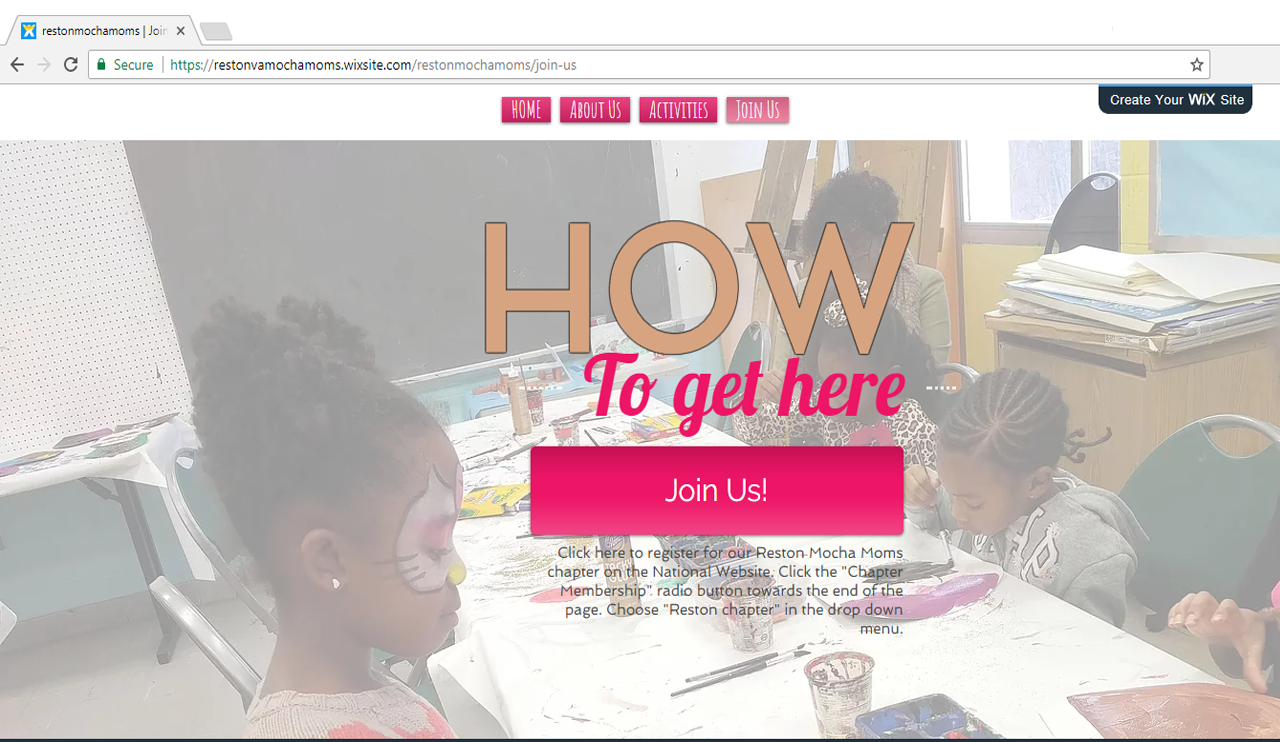 restonmochamoms | Join
Secure
https://restonvamochamoms.wixsite.com/restonmochamoms/join-us
HOME
About Us
Activities
Join Us
Create Your WiX Site
HOW
To get here
Join Us!
Click here to register for our Reston Mocha Moms
chapter on the National Website. Click the "Chapter
Membership" radio button towards the end of the
page. Choose "Reston chapter" in the drop down
menu.